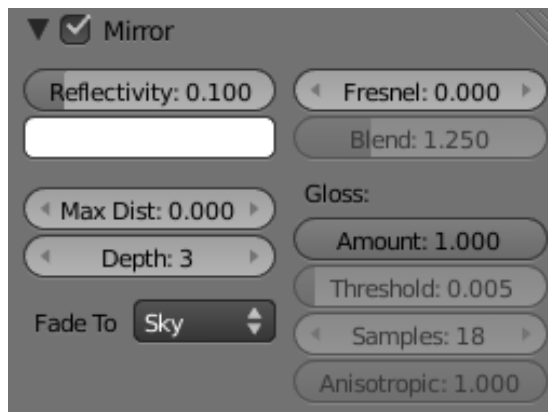 Mirror
Reflectivity: 0.100
Fresnel: 0.000
Blend: 1.250
Max Dist: 0.000
Gloss:
Depth: 3
Amount: 1.000
Threshold: 0.005
Fade To Sky
Samples: 18
Anisotropic: 1.000